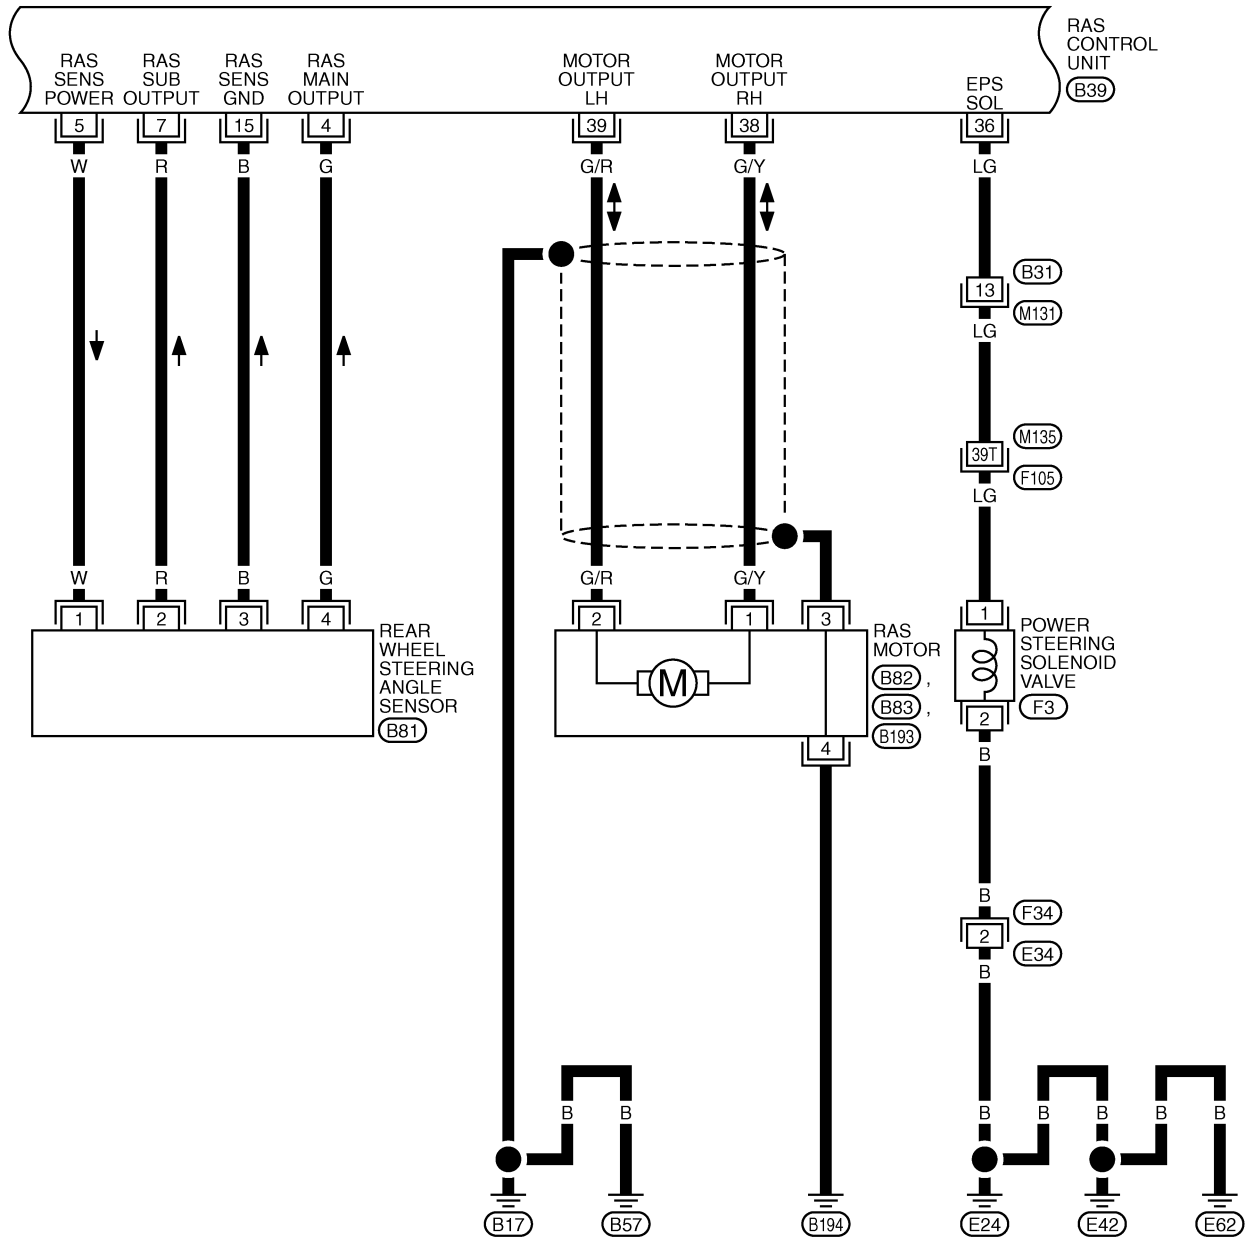 RAS
CONTROL
UNIT
B39
RAS
SENS
POWER
RAS
SUB
OUTPUT
RAS
SENS
GND
RAS
MAIN
OUTPUT
MOTOR
OUTPUT
LH
MOTOR
OUTPUT
RH
EPS
SOL
5 7 15 4 39 38 36
W R B G G/R G/Y LG
B31
13
M131
LG
M135
39T
F105
LG
W R B G G/R G/Y
1 2 3 4 2 1 3 1
REAR
WHEEL
STEERING
ANGLE
SENSOR
B81
M
RAS
MOTOR
B82 ,
B83 ,
B193
4
POWER
STEERING
SOLENOID
VALVE
F3
2
B
B
F34
2
E34
B
B B B B B B B
B17 B57 B194 E24 E42 E62